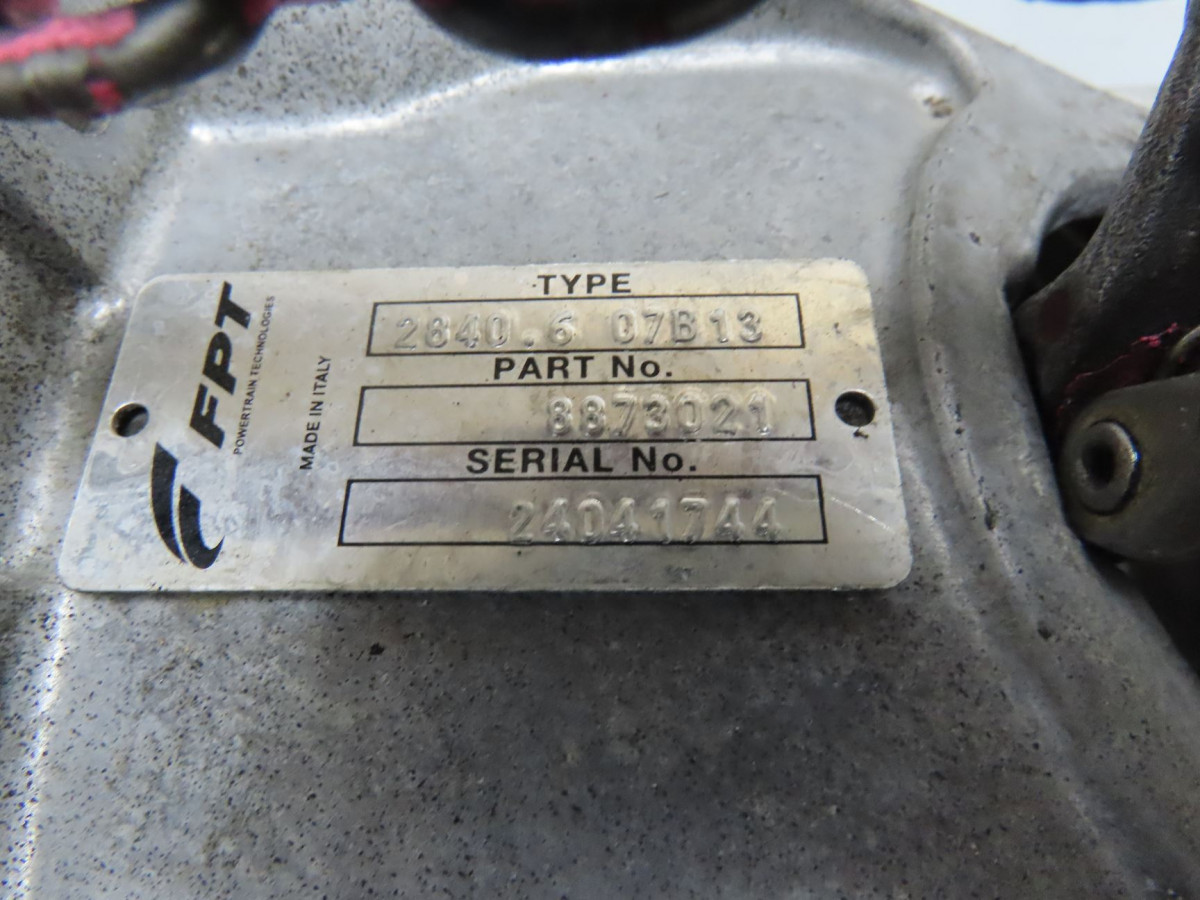 FPT
POWERTRAIN TECHNOLOGIES
MADE IN ITALY
TYPE
2840.6 07B13
PART No.
8873021
SERIAL No.
24041744